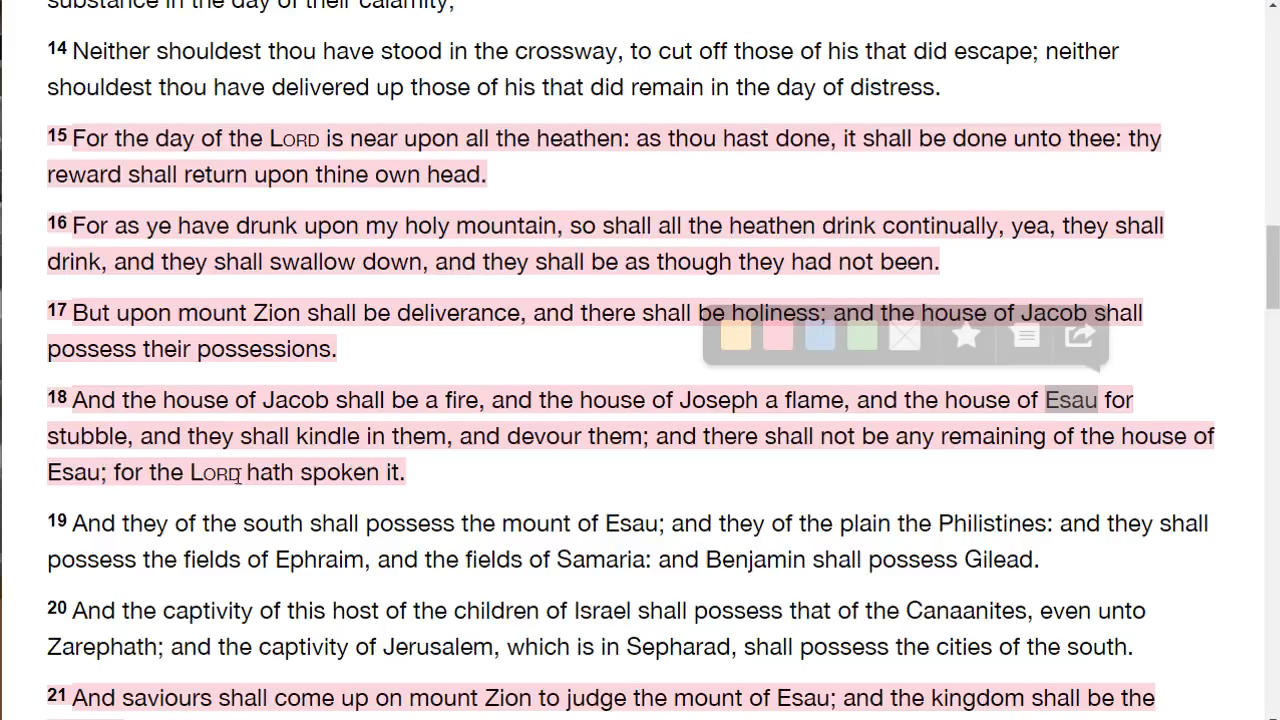 substance in the day of their calamity;
14 Neither shouldest thou have stood in the crossway, to cut off those of his that did escape; neither
shouldest thou have delivered up those of his that did remain in the day of distress.
15 For the day of the LORD is near upon all the heathen: as thou hast done, it shall be done unto thee: thy
reward shall return upon thine own head.
16 For as ye have drunk upon my holy mountain, so shall all the heathen drink continually, yea, they shall
drink, and they shall swallow down, and they shall be as though they had not been.
17 But upon mount Zion shall be deliverance, and there shall be holiness; and the house of Jacob shall
possess their possessions.
18 And the house of Jacob shall be a fire, and the house of Joseph a flame, and the house of Esau for
stubble, and they shall kindle in them, and devour them; and there shall not be any remaining of the house of
Esau; for the LORD hath spoken it.
19 And they of the south shall possess the mount of Esau; and they of the plain the Philistines: and they shall
possess the fields of Ephraim, and the fields of Samaria: and Benjamin shall possess Gilead.
20 And the captivity of this host of the children of Israel shall possess that of the Canaanites, even unto
Zarephath; and the captivity of Jerusalem, which is in Sepharad, shall possess the cities of the south.
21 And saviours shall come up on mount Zion to judge the mount of Esau; and the kingdom shall be the